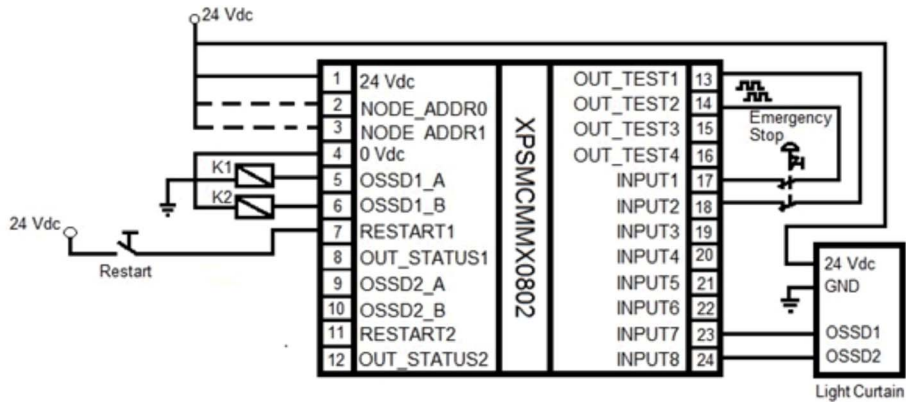 24 Vdc
1 24 Vdc
2 NODE_ADDR0
3 NODE_ADDR1
4 0 Vdc
K1
5 OSSD1_A
K2
6 OSSD1_B
24 Vdc
7 RESTART1
Restart
8 OUT_STATUS1
9 OSSD2_A
10 OSSD2_B
11 RESTART2
12 OUT_STATUS2
XPSMCMMX0802
OUT_TEST1 13
OUT_TEST2 14
OUT_TEST3 15
OUT_TEST4 16
INPUT1 17
INPUT2 18
INPUT3 19
INPUT4 20
INPUT5 21
INPUT6 22
INPUT7 23
INPUT8 24
Emergency
Stop
24 Vdc
GND
OSSD1
OSSD2
Light Curtain